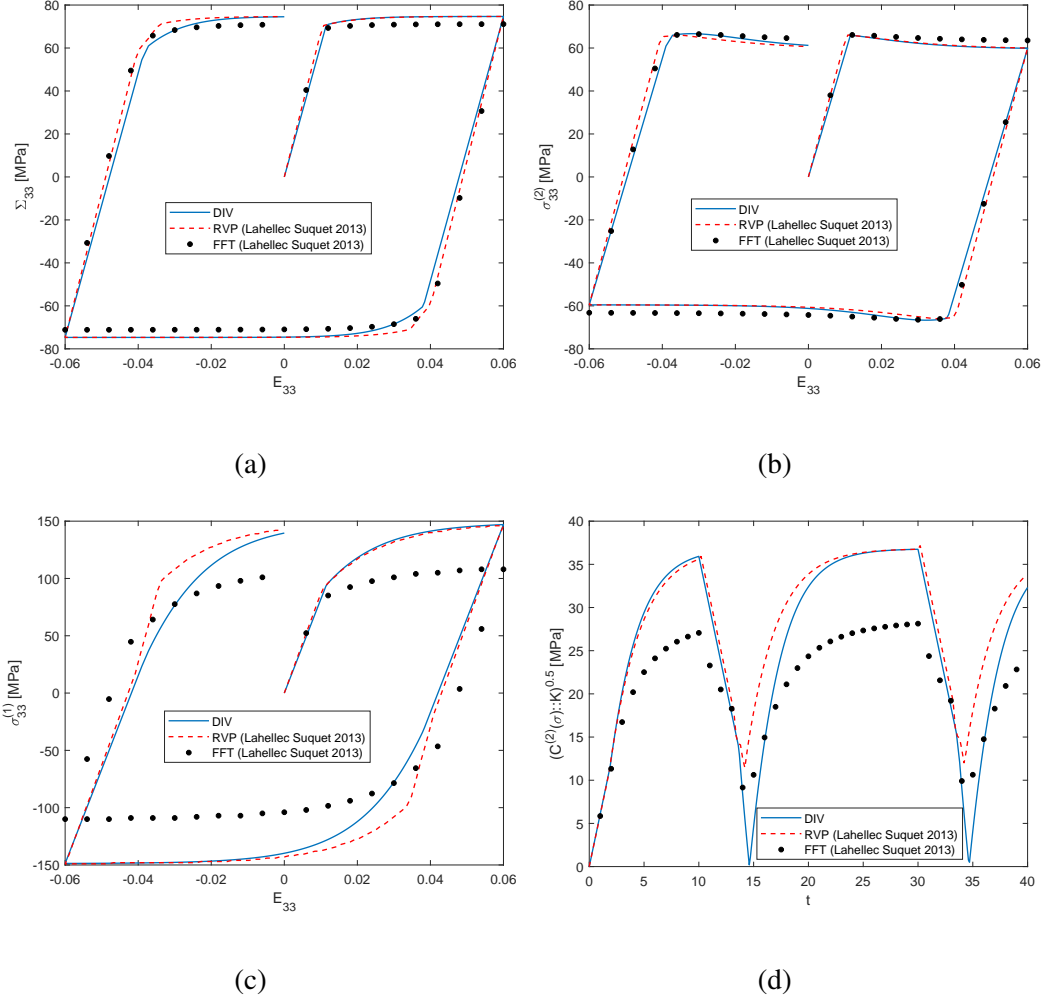 80
60
40
20
0
-20
-40
-60
-80
Σ33 [MPa]
-0.06 -0.04 -0.02 0 0.02 0.04 0.06
E33
DIV
RVP (Lahellec Suquet 2013)
FFT (Lahellec Suquet 2013)
(a)
80
60
40
20
0
-20
-40
-60
-80
σ33(2) [MPa]
-0.06 -0.04 -0.02 0 0.02 0.04 0.06
E33
DIV
RVP (Lahellec Suquet 2013)
FFT (Lahellec Suquet 2013)
(b)
150
100
50
0
-50
-100
-150
σ33(1) [MPa]
-0.06 -0.04 -0.02 0 0.02 0.04 0.06
E33
DIV
RVP (Lahellec Suquet 2013)
FFT (Lahellec Suquet 2013)
(c)
40
35
30
25
20
15
10
5
0
(C(2)(σ)::K)0.5 [MPa]
0 5 10 15 20 25 30 35 40
t
DIV
RVP (Lahellec Suquet 2013)
FFT (Lahellec Suquet 2013)
(d)